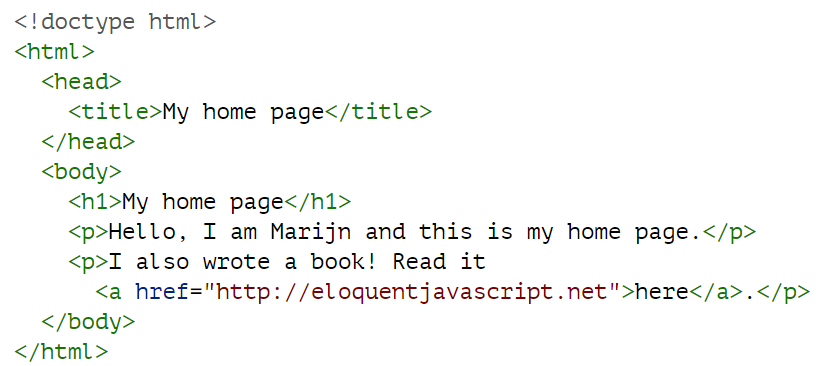 <!doctype html>
<html>
  <head>
    <title>My home page</title>
  </head>
  <body>
    <h1>My home page</h1>
    <p>Hello, I am Marijn and this is my home page.</p>
    <p>I also wrote a book! Read it
      <a href="http://eloquentjavascript.net">here</a>.</p>
  </body>
</html>